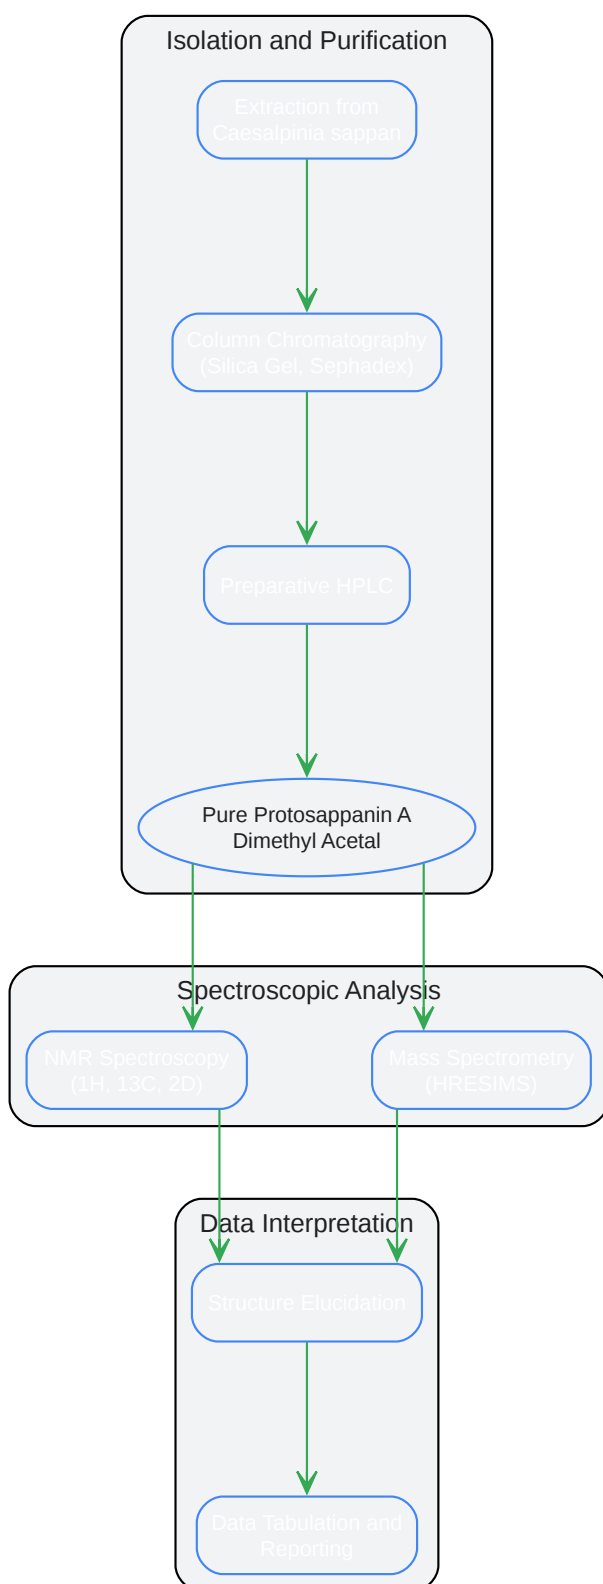 Isolation and Purification
Extraction from
Caesalpinia sappan
Column Chromatography
(Silica Gel, Sephadex)
Preparative HPLC
Pure Protosappanin A
Dimethyl Acetal
Spectroscopic Analysis
NMR Spectroscopy
(1H, 13C, 2D)
Mass Spectrometry
(HRESIMS)
Data Interpretation
Structure Elucidation
Data Tabulation and
Reporting